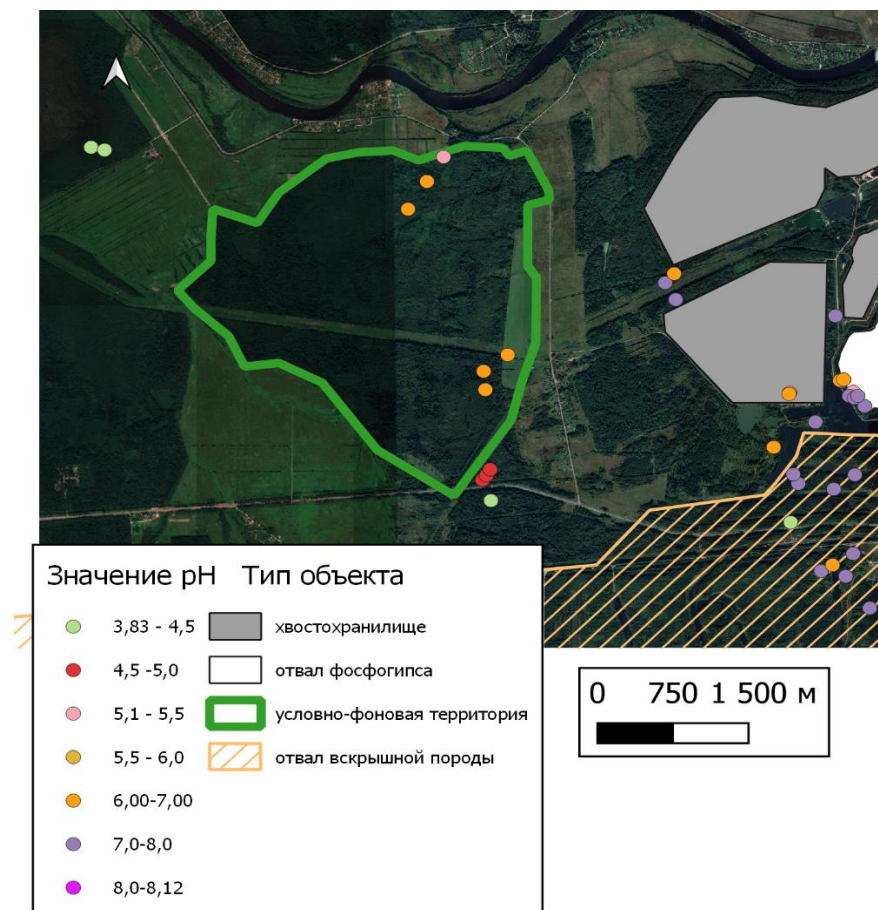 Значение pH Тип объекта
3,83 - 4,5 хвостохранилище
4,5 -5,0 отвал фосфогипса
5,1 - 5,5 условно-фоновая территория
5,5 - 6,0 отвал вскрышной породы
6,00-7,00
7,0-8,0
8,0-8,12
0 750 1 500 м